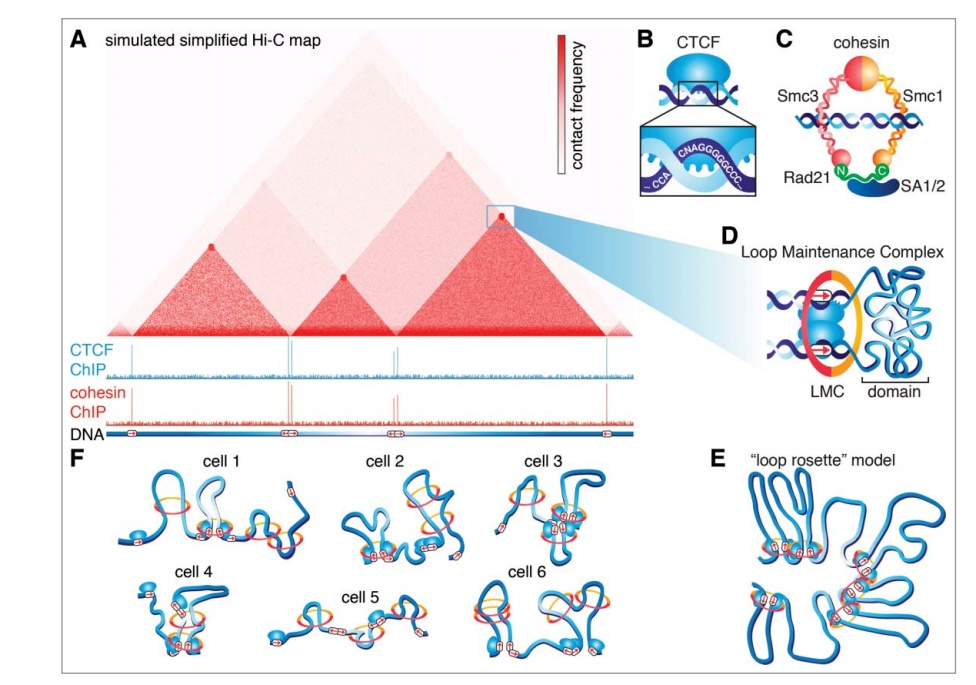 A
simulated simplified Hi-C map
contact frequency
B
CTCF
CNAGGGGGCCC...
~ CCA
C
cohesin
Smc3
Smc1
Rad21
N
C
SA1/2
D
Loop Maintenance Complex
LMC
domain
CTCF
ChIP
cohesin
ChIP
DNA
F
cell 1
cell 2
cell 3
cell 4
cell 5
cell 6
E
"loop rosette" model